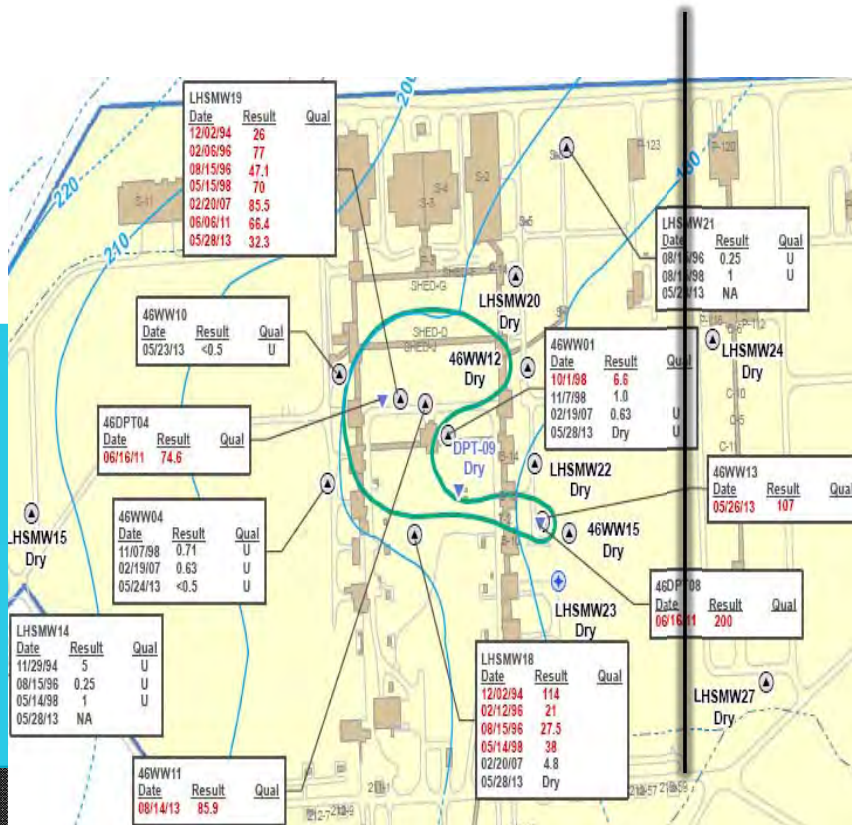 LHSMW19
Date Result Qual
12/02/94 26
02/06/96 77
08/15/96 47.1
05/15/98 70
02/20/07 85.5
06/06/11 66.4
05/28/13 32.3
220
210
S-11
S-3
S-4
S-2
P-123
P-120
LHSMW21
Date Result Qual
0.25 U
1 U
NA
SHED-G
SHED-D
LHSMW20
Dry
46WW10
Date Result Qual
05/23/13 <0.5 U
46WW12
Dry
46WW01
Date Result Qual
10/1/98 6.6
11/7/98 1.0
02/19/07 0.63 U
05/28/13 Dry U
LHSMW24
Dry
P-112
C-10
C-5
C-11
46DPT04
Date Result Qual
06/16/11 74.6
DPT-09
Dry
LHSMW22
Dry
46WW13
Date Result Qual
05/26/13 107
LHSMW15
Dry
46WW04
Date Result Qual
11/07/98 0.71 U
02/19/07 0.63 U
05/24/13 <0.5 U
46WW15
Dry
46DPT08
Date Result Qual
06/16/11 200
LHSMW23
Dry
LHSMW14
Date Result Qual
11/29/94 5 U
08/15/96 0.25 U
05/14/98 1 U
05/28/13 NA
LHSMW18
Date Result Qual
12/02/94 114
02/12/96 21
08/15/96 27.5
05/14/98 38
02/20/07 4.8
05/28/13 Dry
LHSMW27
Dry
46WW11
Date Result Qual
08/14/13 85.9